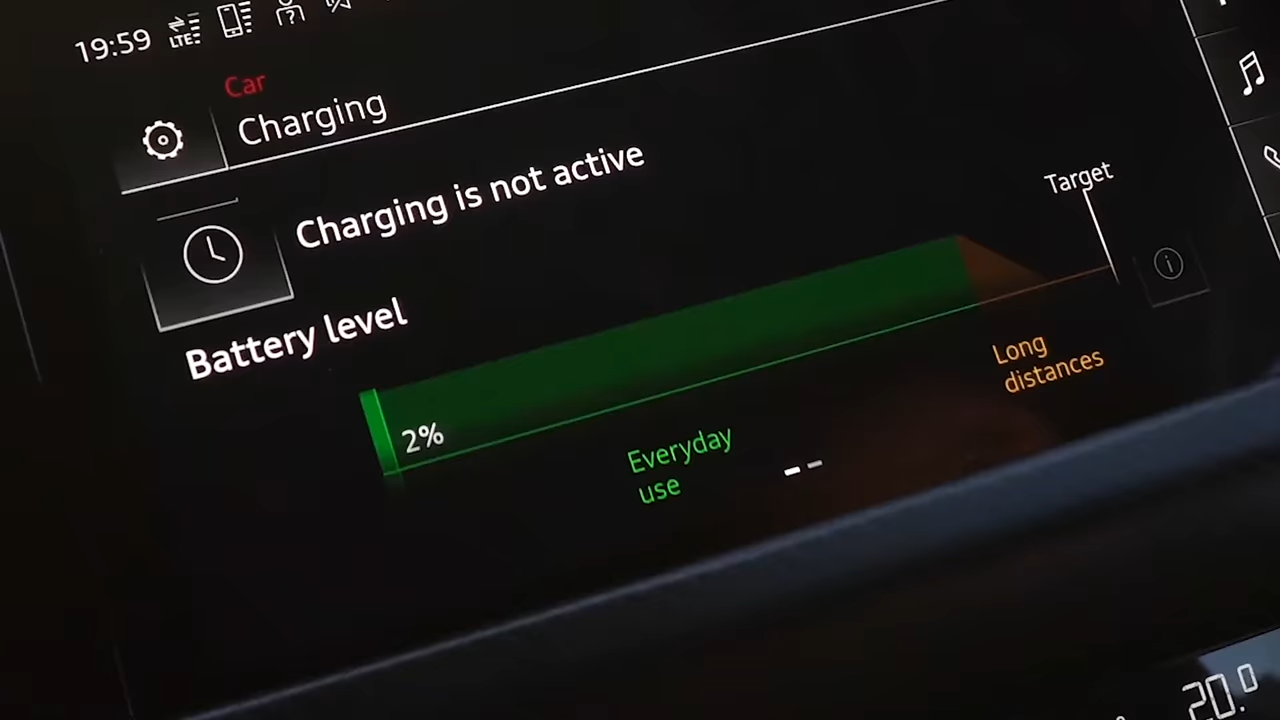 19:59
LTE
Car
Charging
Charging is not active
Target
Battery level
2%
Long
distances
Everyday
use
20.0